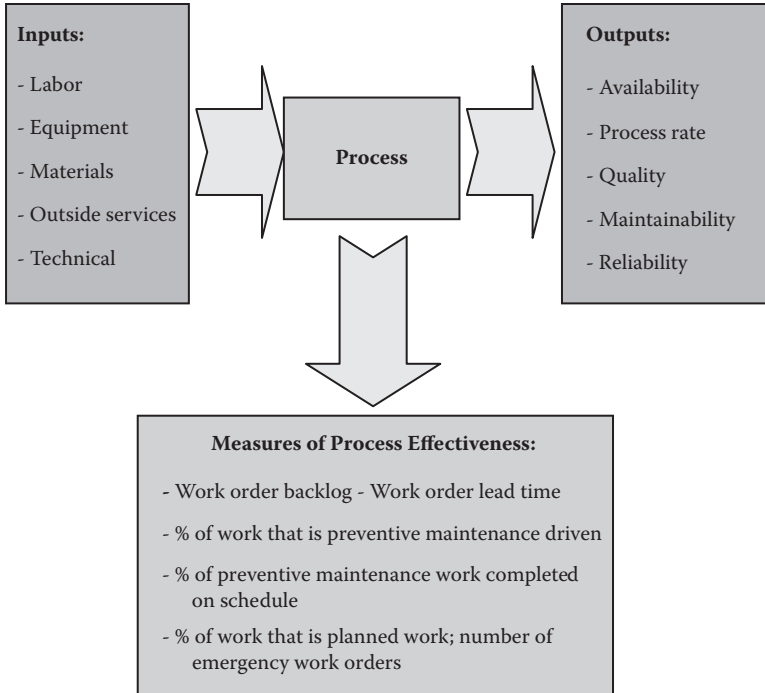 Inputs:
- Labor
- Equipment
- Materials
- Outside services
- Technical
Process
Outputs:
- Availability
- Process rate
- Quality
- Maintainability
- Reliability
Measures of Process Effectiveness:
- Work order backlog - Work order lead time
- % of work that is preventive maintenance driven
- % of preventive maintenance work completed
on schedule
- % of work that is planned work; number of
emergency work orders